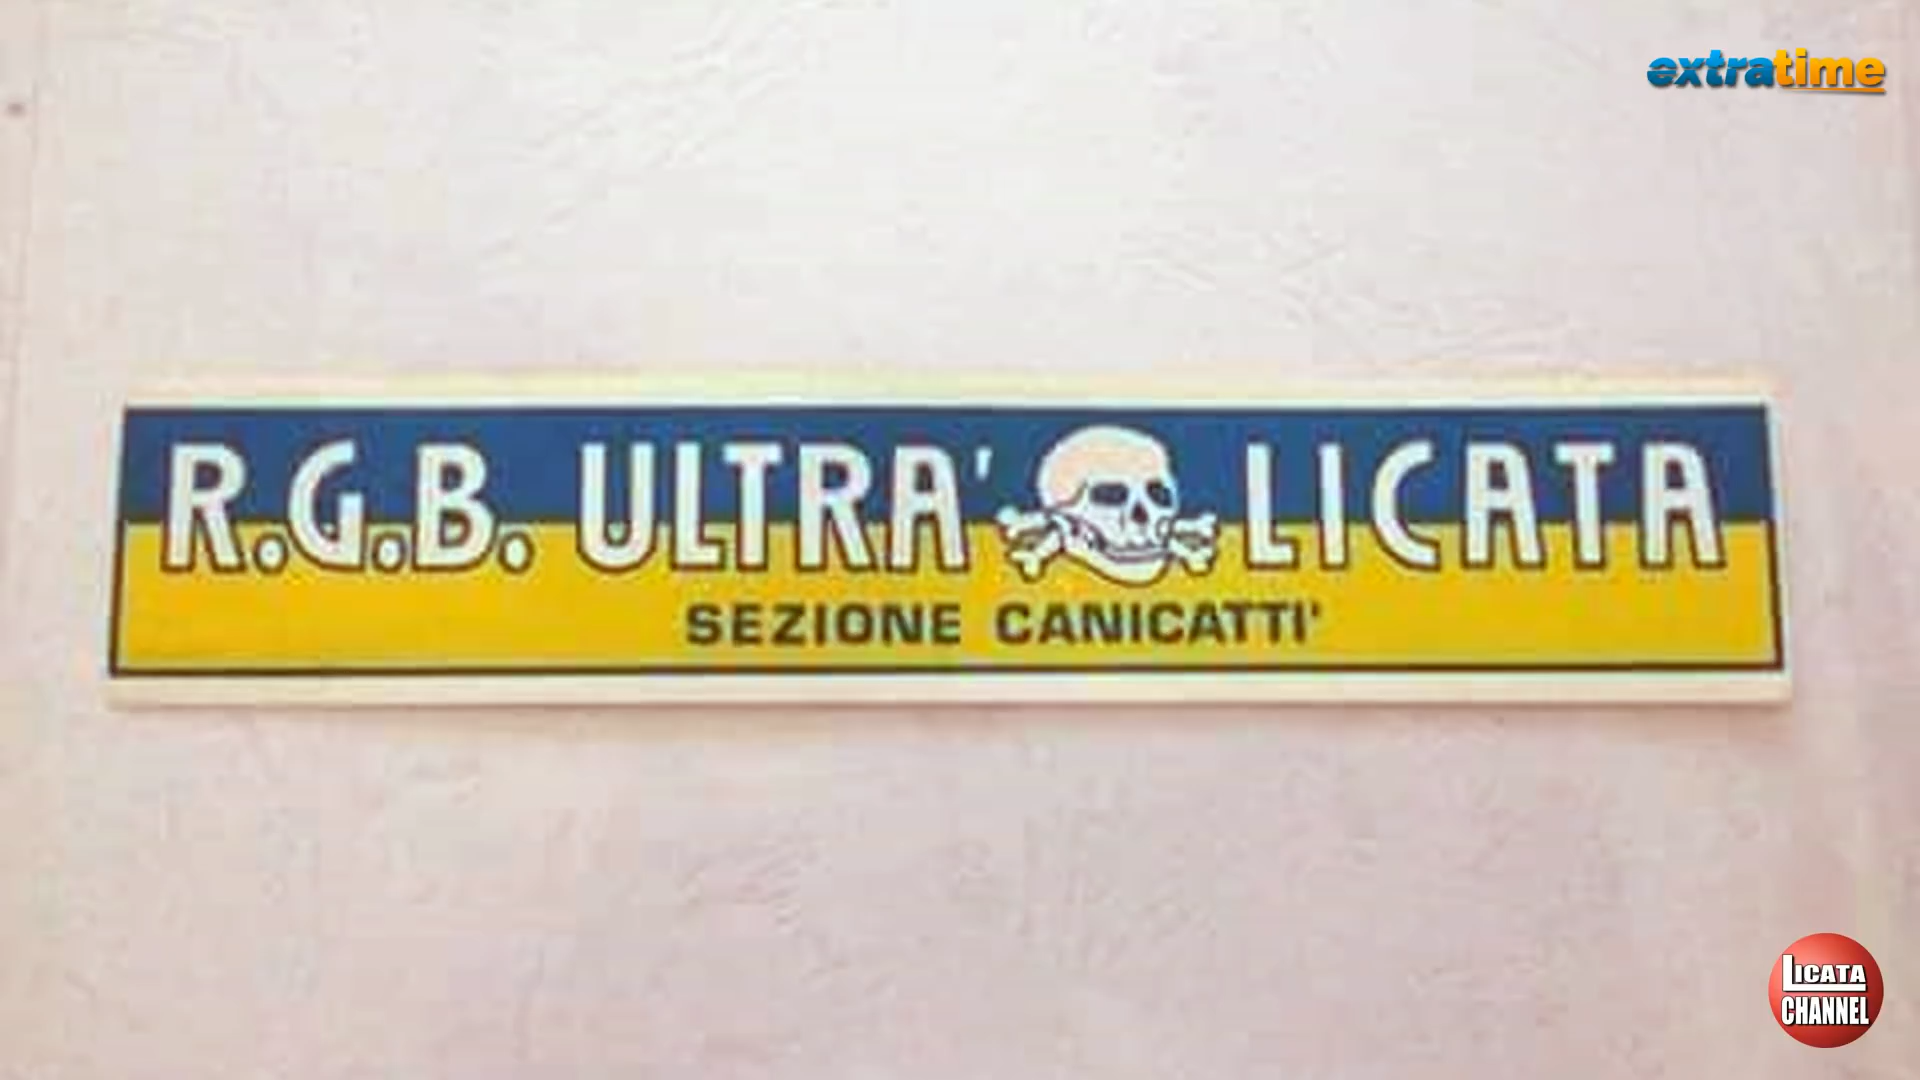 extratime
R.G.B. ULTRA' LICATA
SEZIONE CANICATTI'
LICATA
CHANNEL